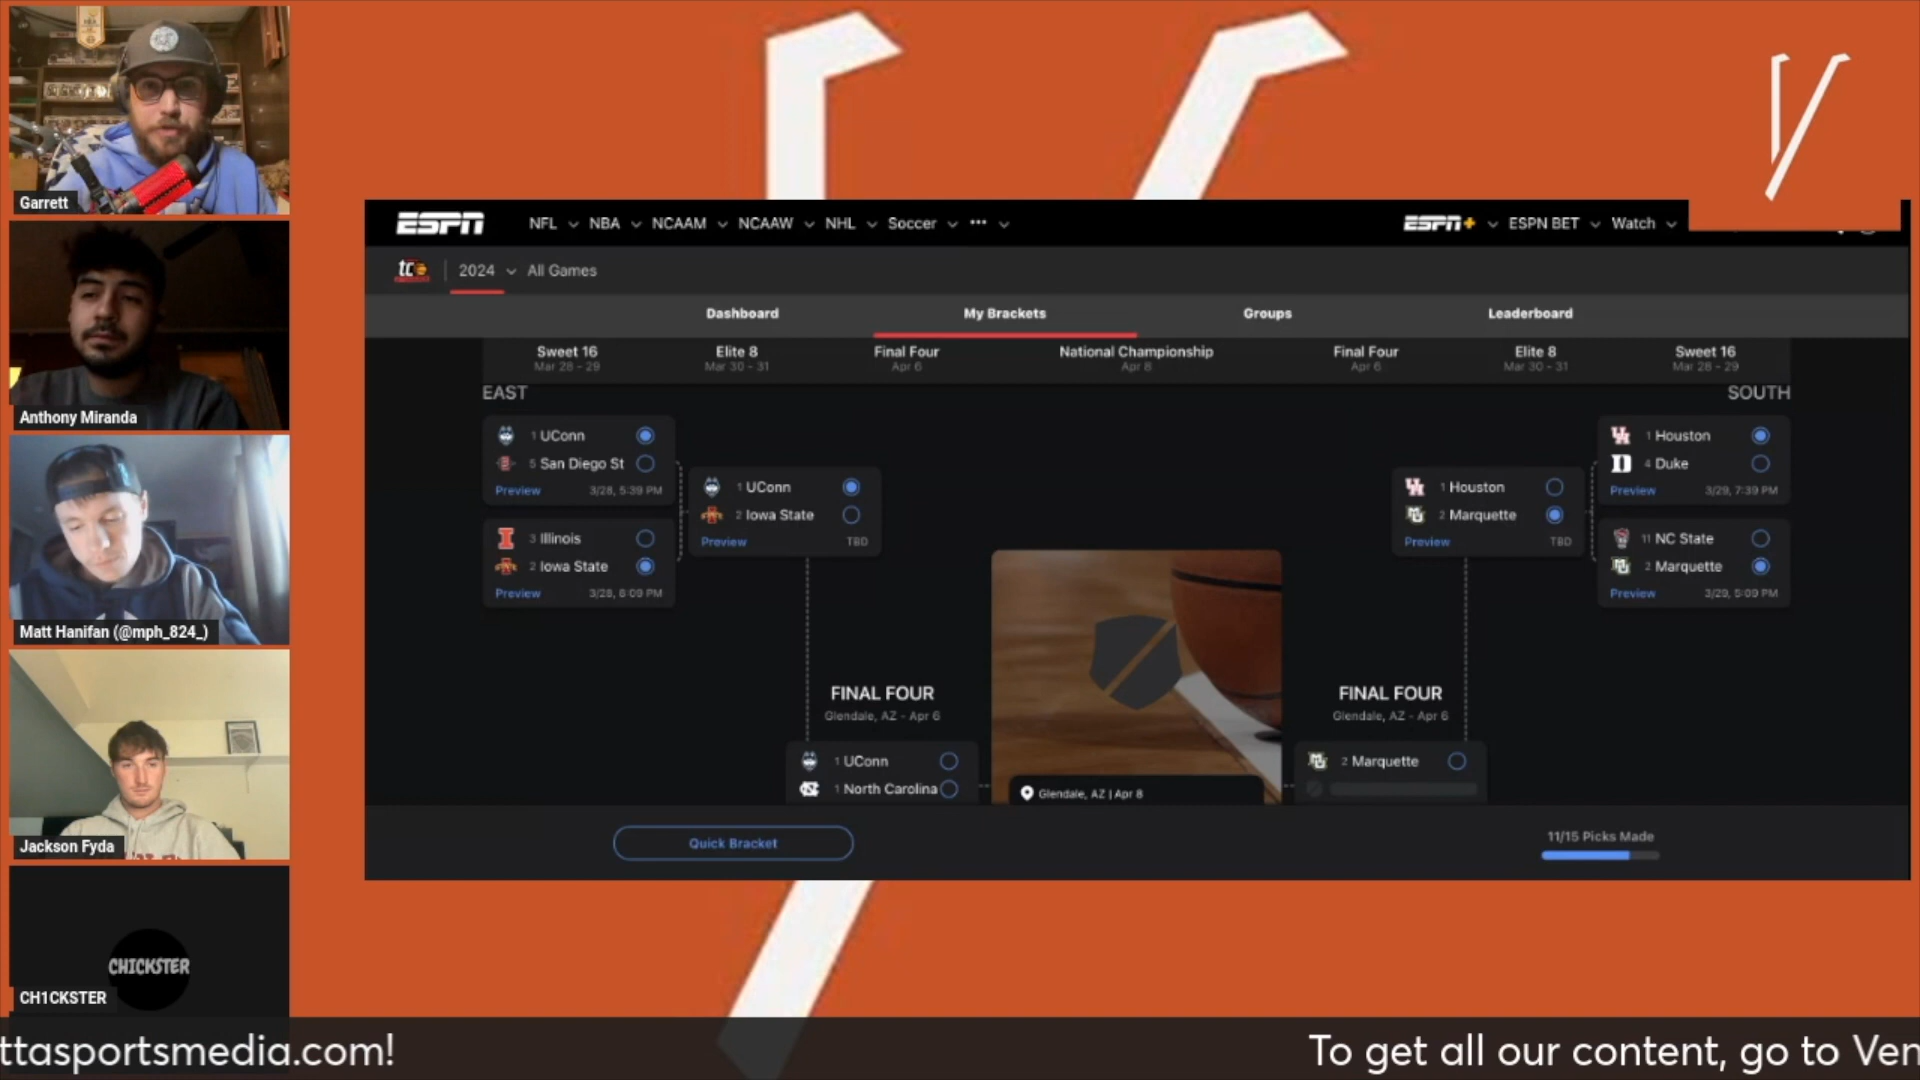 Garrett
Anthony Miranda
Matt Hanifan (@mph_824_)
Jackson Fyda
CHICKSTER
CH1CKSTER
ESPN NFL NBA NCAAM NCAAW NHL Soccer ••• ESPN+ ESPN BET Watch
tc 2024 All Games
Dashboard My Brackets Groups Leaderboard
Sweet 16 Elite 8 Final Four National Championship Final Four Elite 8 Sweet 16
Mar 28 - 29 Mar 30 - 31 Apr 6 Apr 8 Apr 6 Mar 30 - 31 Mar 28 - 29
EAST SOUTH
1 UConn
5 San Diego St
Preview 3/28, 5:39 PM
3 Illinois
2 Iowa State
Preview 3/28, 8:09 PM
1 UConn
2 Iowa State
Preview TBD
1 Houston
2 Marquette
Preview TBD
1 Houston
4 Duke
Preview 3/29, 7:39 PM
11 NC State
2 Marquette
Preview 3/29, 5:09 PM
FINAL FOUR
Glendale, AZ - Apr 6
1 UConn
1 North Carolina
Glendale, AZ | Apr 8
FINAL FOUR
Glendale, AZ - Apr 6
2 Marquette
Quick Bracket
11/15 Picks Made
ttasportsmedia.com! To get all our content, go to Ven